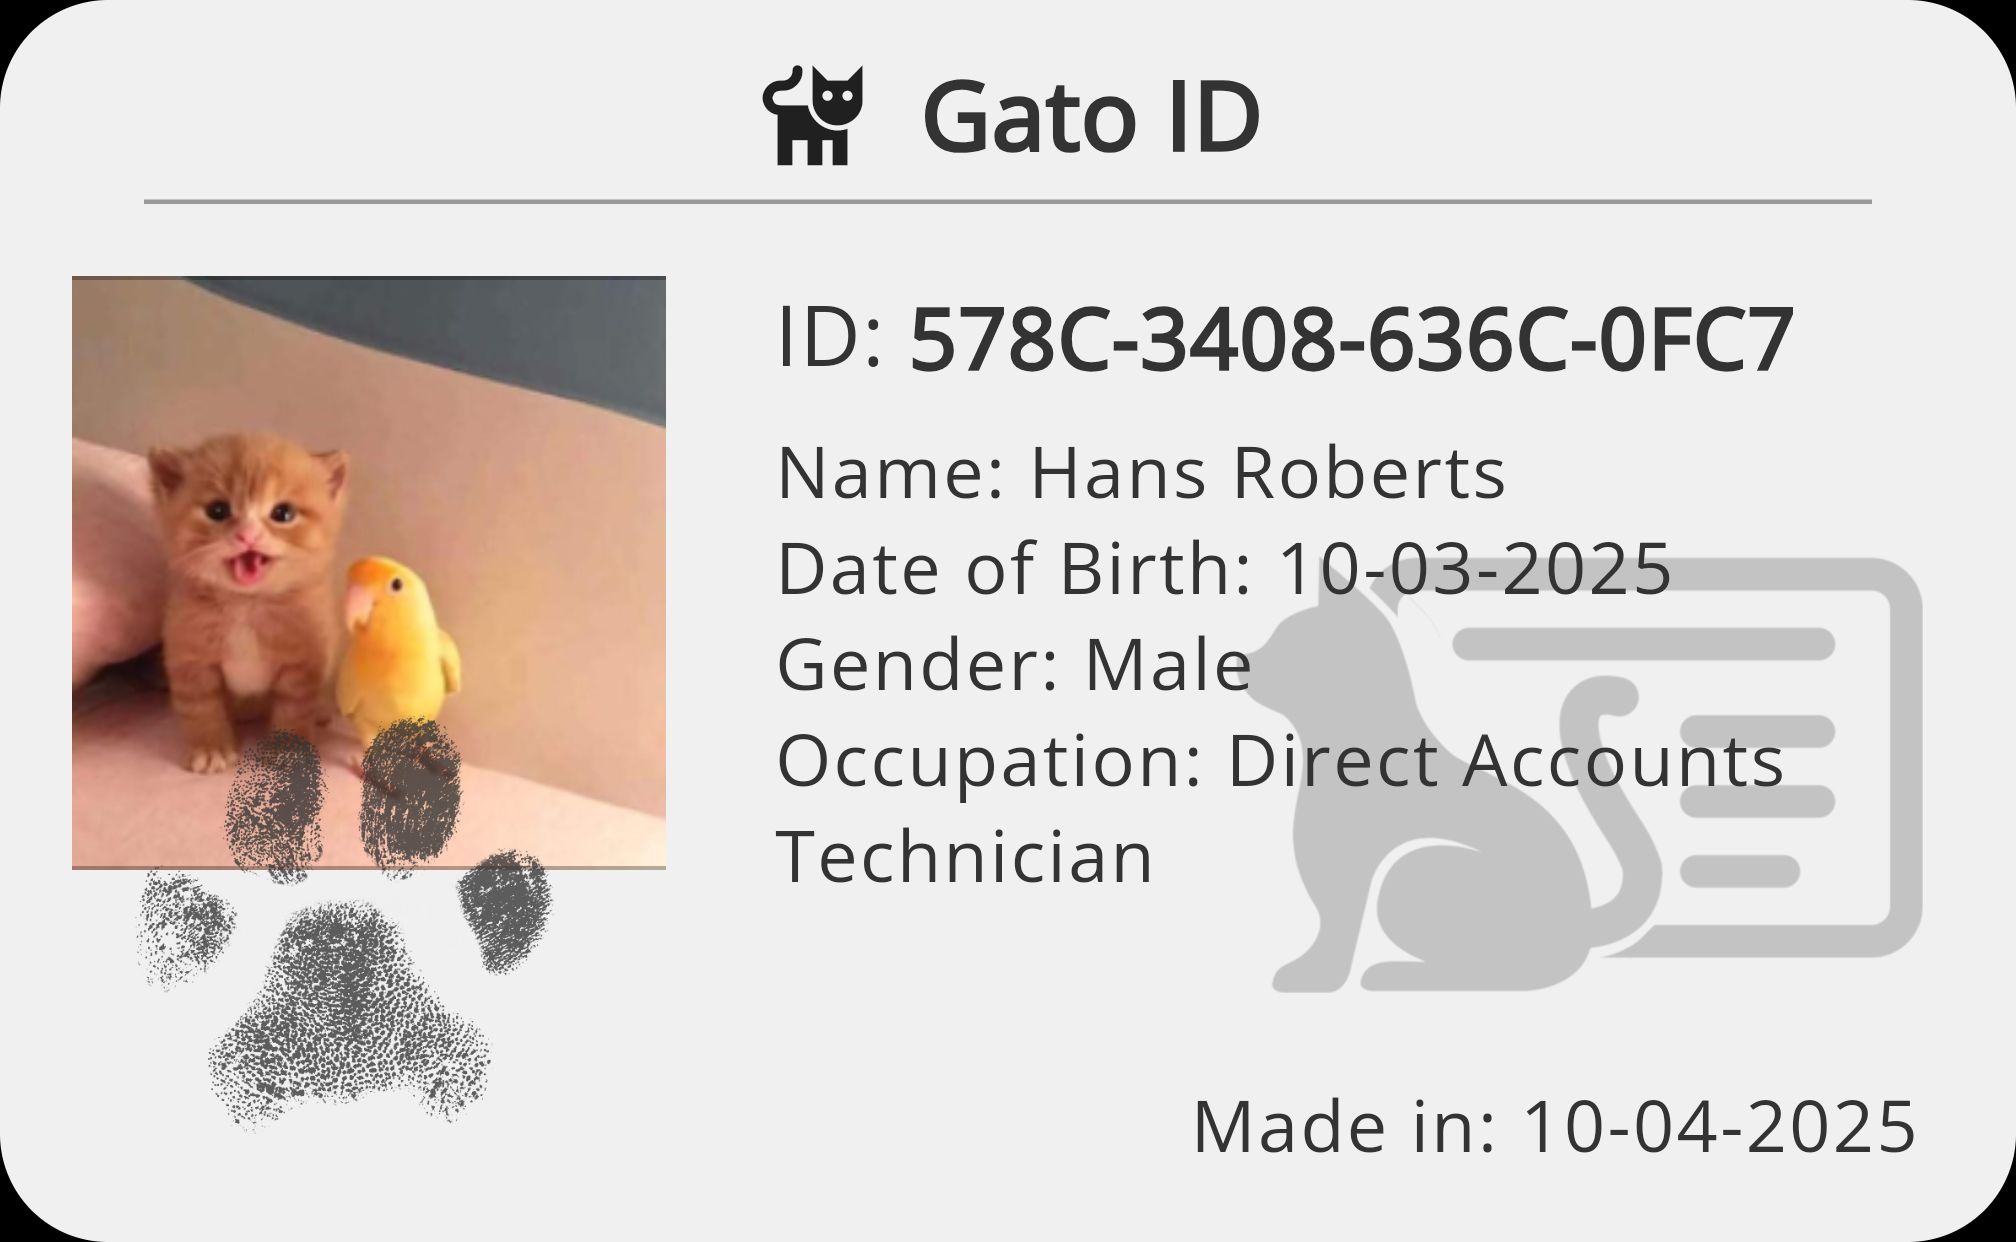 Gato ID
ID: 578C-3408-636C-0FC7
Name: Hans Roberts
Date of Birth: 10-03-2025
Gender: Male
Occupation: Direct Accounts
Technician
Made in: 10-04-2025